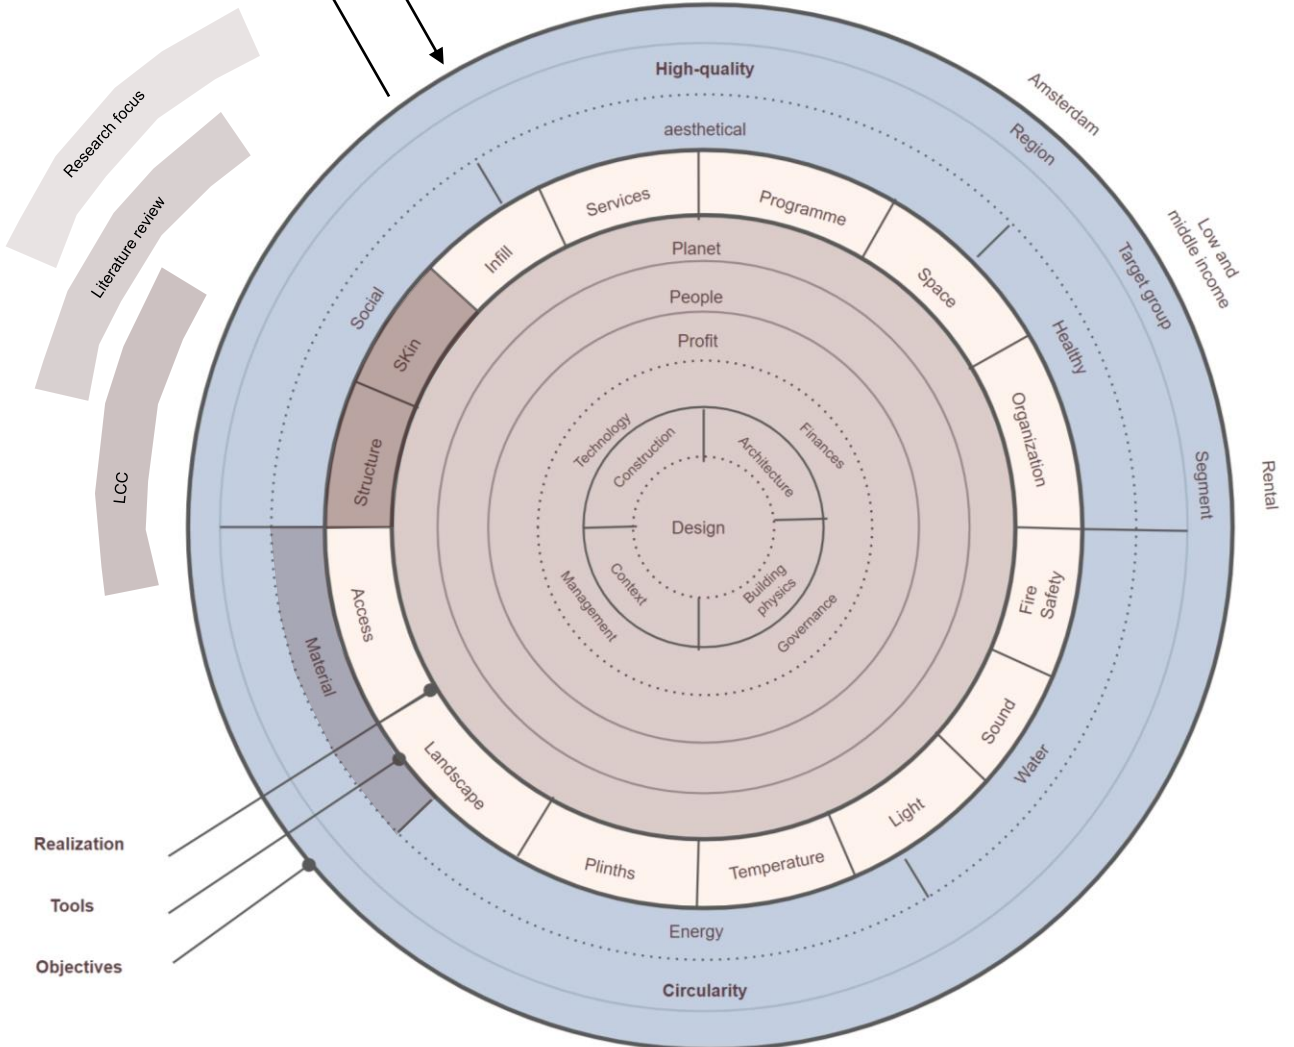 Research focus
Literature review
LCC
High-quality
aesthetical
Amsterdam
Region
Low and
middle income
Target group
Rental
Segment
Social
Healthy
Water
Energy
Material
Circularity
Services
Programme
Space
Organization
Fire
Safety
Sound
Light
Temperature
Plinths
Landscape
Access
Structure
SKin
Infill
Planet
People
Profit
Technology
Finances
Governance
Management
Construction
Architecture
Building
physics
Context
Design
Realization
Tools
Objectives